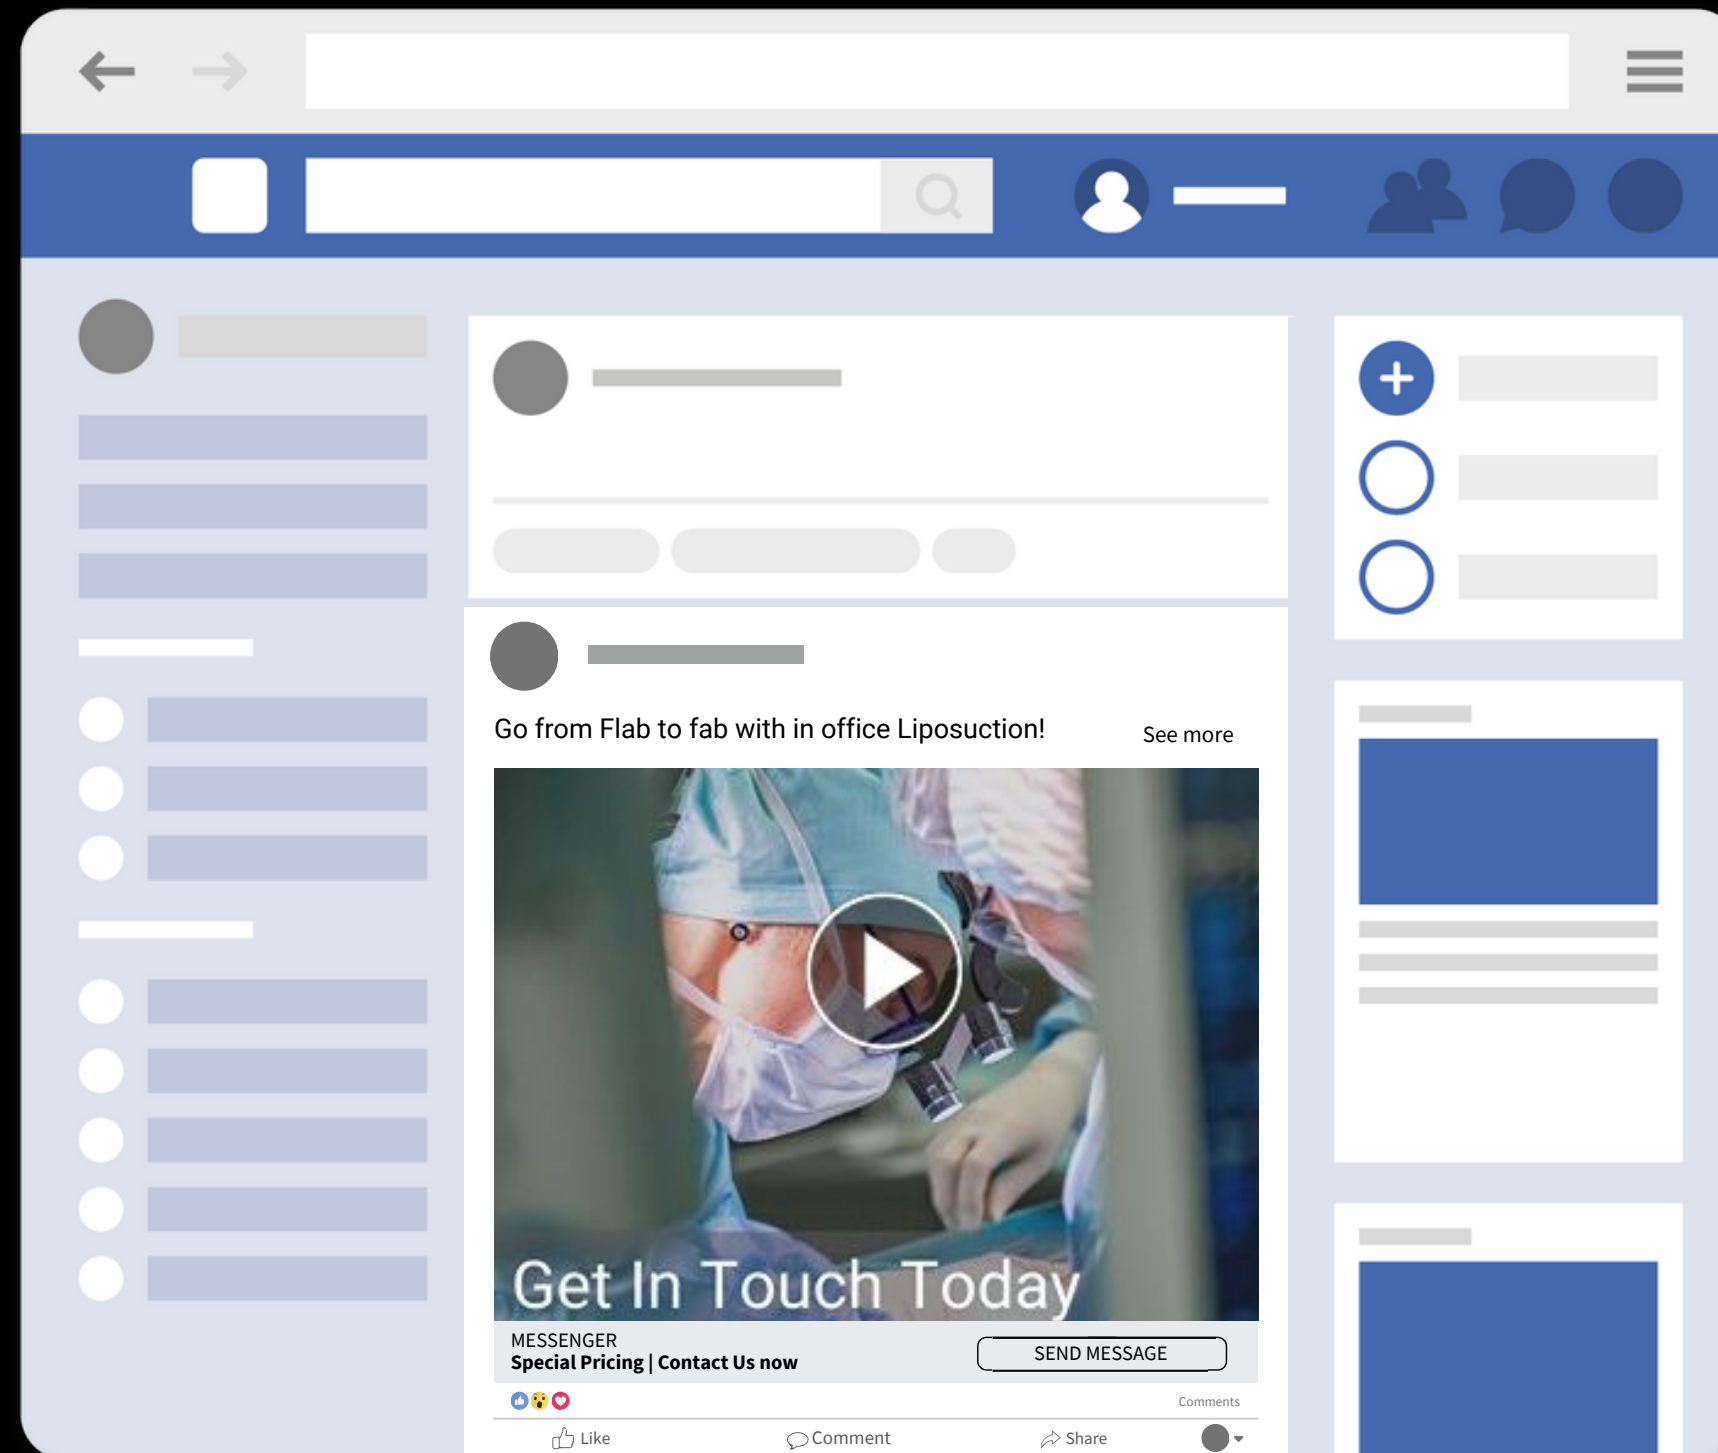 Go from Flab to fab with in office Liposuction!
See more
Get In Touch Today
MESSENGER
Special Pricing | Contact Us now
SEND MESSAGE
Comments
Like
Comment
Share